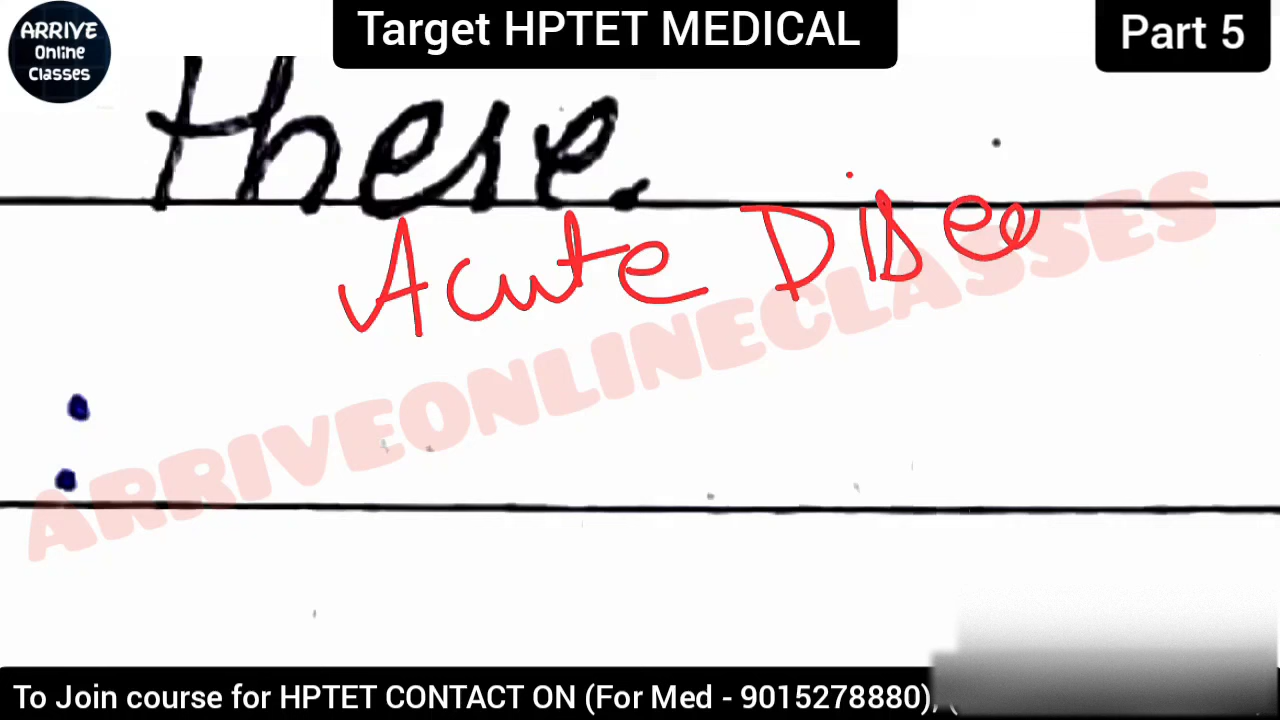 ARRIVE
Online
Classes
Target HPTET MEDICAL
Part 5
these.
Acute Disea
ARRIVEONLINECLASSES
To Join course for HPTET CONTACT ON (For Med - 9015278880), (